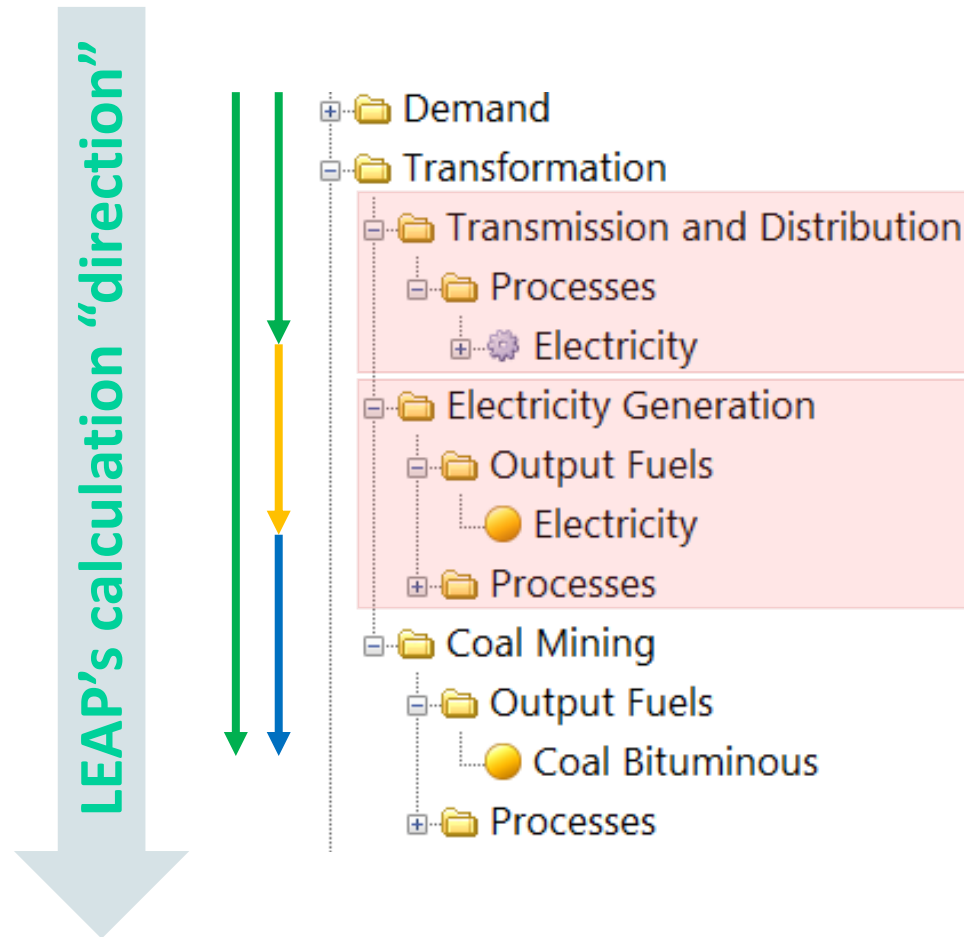 LEAP’s calculation “direction”
Demand
Transformation
Transmission and Distribution
Processes
Electricity
Electricity Generation
Output Fuels
Electricity
Processes
Coal Mining
Output Fuels
Coal Bituminous
Processes